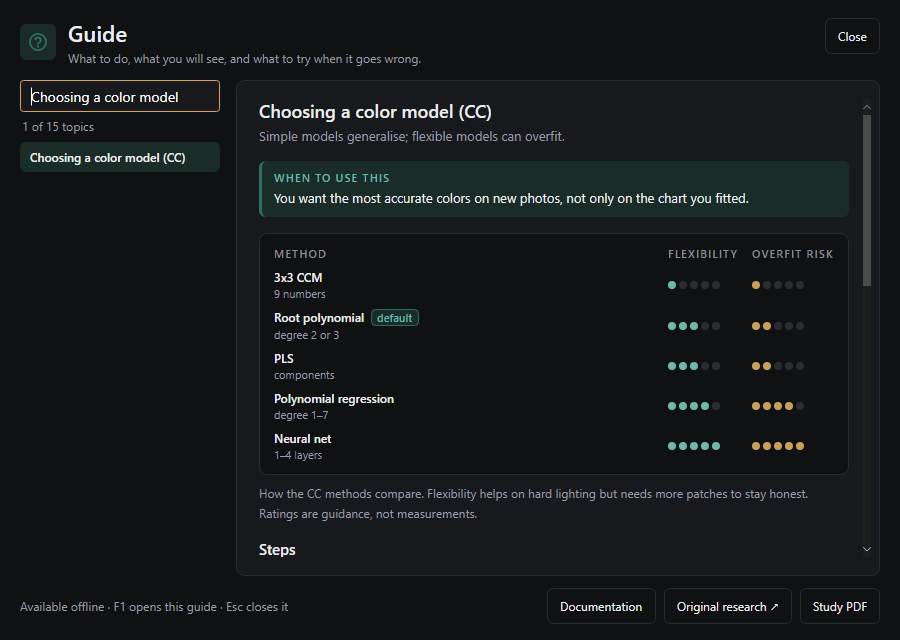 Guide
What to do, what you will see, and what to try when it goes wrong.
Close
Choosing a color model
1 of 15 topics
Choosing a color model (CC)
Choosing a color model (CC)
Simple models generalise; flexible models can overfit.
WHEN TO USE THIS
You want the most accurate colors on new photos, not only on the chart you fitted.
METHOD FLEXIBILITY OVERFIT RISK
3x3 CCM
9 numbers
Root polynomial default
degree 2 or 3
PLS
components
Polynomial regression
degree 1–7
Neural net
1–4 layers
How the CC methods compare. Flexibility helps on hard lighting but needs more patches to stay honest.
Ratings are guidance, not measurements.
Steps
Available offline · F1 opens this guide · Esc closes it
Documentation
Original research ↗
Study PDF